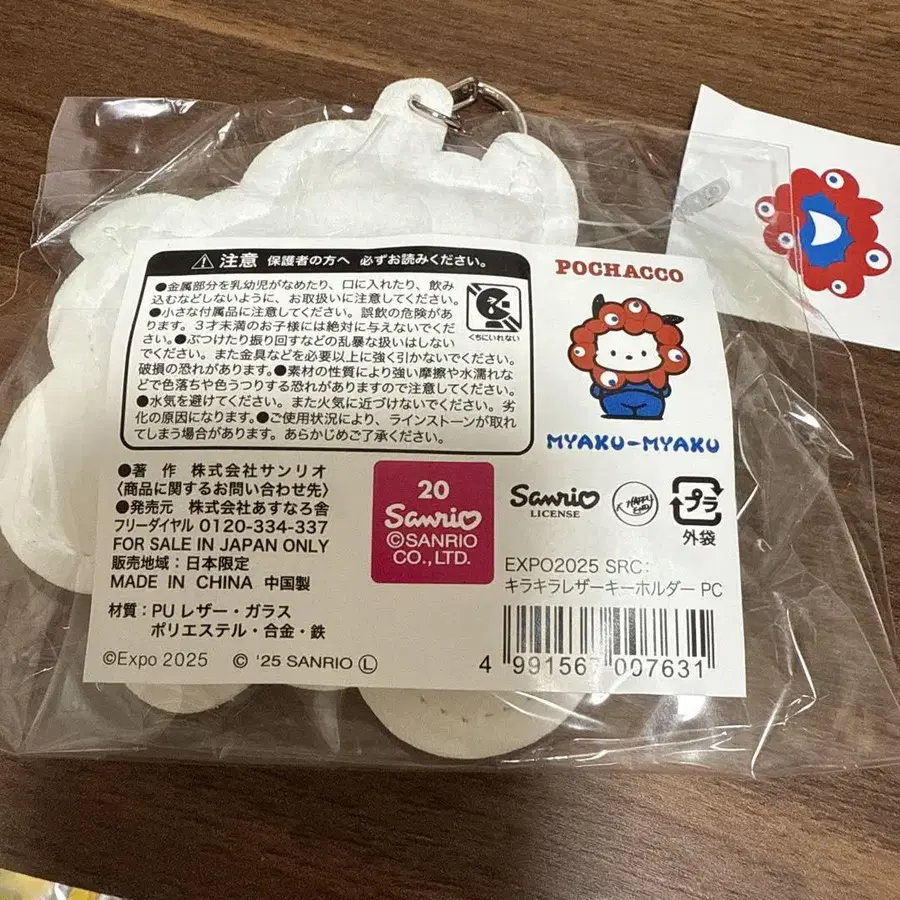 ⚠注意 保護者の方へ 必ずお読みください。
●金属部分を乳幼児がなめたり、口に入れたり、飲み
込むなどしないように、お取扱いに注意してください。
●小さな付属品に注意してください。誤飲の危険があ
ります。3才未満のお子様には絶対に与えないでくだ
さい。●ぶつけたり振り回すなどの乱暴な扱いはしない
でください。また金具などを必要以上に強く引かないでください。
破損の恐れがあります。●素材の性質により強い摩擦や水濡れな
どで色落ちや色うつりする恐れがありますので注意してください。
●水気を避けてください。また火気に近づけないでください。劣
化の原因になります。●ご使用状況により、ラインストーンが取れ
てしまう場合があります。あらかじめご了承ください。
くちにいれない
POCHACCO
MYAKU-MYAKU
●著 作 株式会社サンリオ
〈商品に関するお問い合わせ先〉
●発売元 株式会社あすなろ舎
フリーダイヤル 0120-334-337
FOR SALE IN JAPAN ONLY
販売地域:日本限定
MADE IN CHINA 中国製
材質:PU レザー・ガラス
ポリエステル・合金・鉄
©Expo 2025 © '25 SANRIO Ⓛ
20
Sanrio
©SANRIO
CO.,LTD.
Sanrio
LICENSE
プラ
外袋
EXPO2025 SRC:
キラキラレザーキーホルダー PC
4 991567 007631